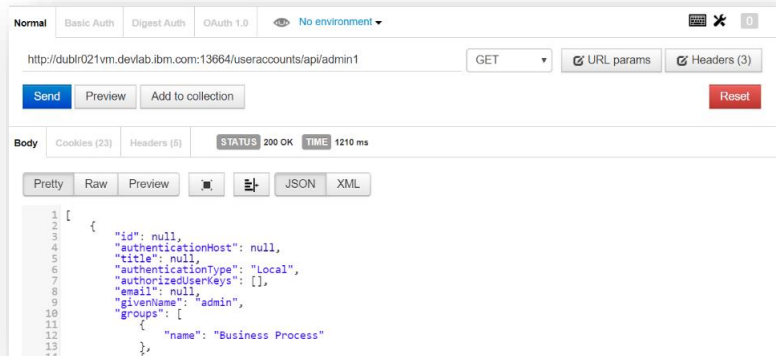 Normal Basic Auth Digest Auth OAuth 1.0 No environment 0
http://dublr021vm.devlab.ibm.com:13664/useraccounts/api/admin1 GET URL params Headers (3)
Send Preview Add to collection Reset
Body Cookies (23) Headers (5) STATUS 200 OK TIME 1210 ms
Pretty Raw Preview JSON XML
1 [
2 {
3 "id": null,
4 "authenticationHost": null,
5 "title": null,
6 "authenticationType": "Local",
7 "authorizedUserKeys": [],
8 "email": null,
9 "givenName": "admin",
10 "groups": [
11 {
12 "name": "Business Process"
13 },